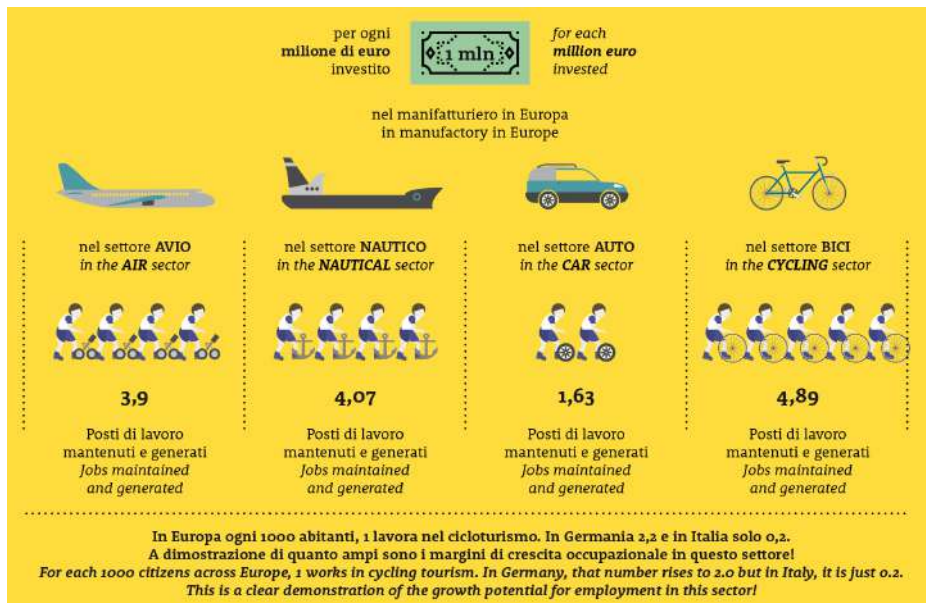 per ogni
milione di euro
investito
1 mln
for each
million euro
invested
nel manifatturiero in Europa
in manufactory in Europe
nel settore AVIO
in the AIR sector
3,9
Posti di lavoro
mantenuti e generati
Jobs maintained
and generated
nel settore NAUTICO
in the NAUTICAL sector
4,07
Posti di lavoro
mantenuti e generati
Jobs maintained
and generated
nel settore AUTO
in the CAR sector
1,63
Posti di lavoro
mantenuti e generati
Jobs maintained
and generated
nel settore BICI
in the CYCLING sector
4,89
Posti di lavoro
mantenuti e generati
Jobs maintained
and generated
In Europa ogni 1000 abitanti, 1 lavora nel cicloturismo. In Germania 2,2 e in Italia solo 0,2.
A dimostrazione di quanto ampi sono i margini di crescita occupazionale in questo settore!
For each 1000 citizens across Europe, 1 works in cycling tourism. In Germany, that number rises to 2.0 but in Italy, it is just 0.2.
This is a clear demonstration of the growth potential for employment in this sector!